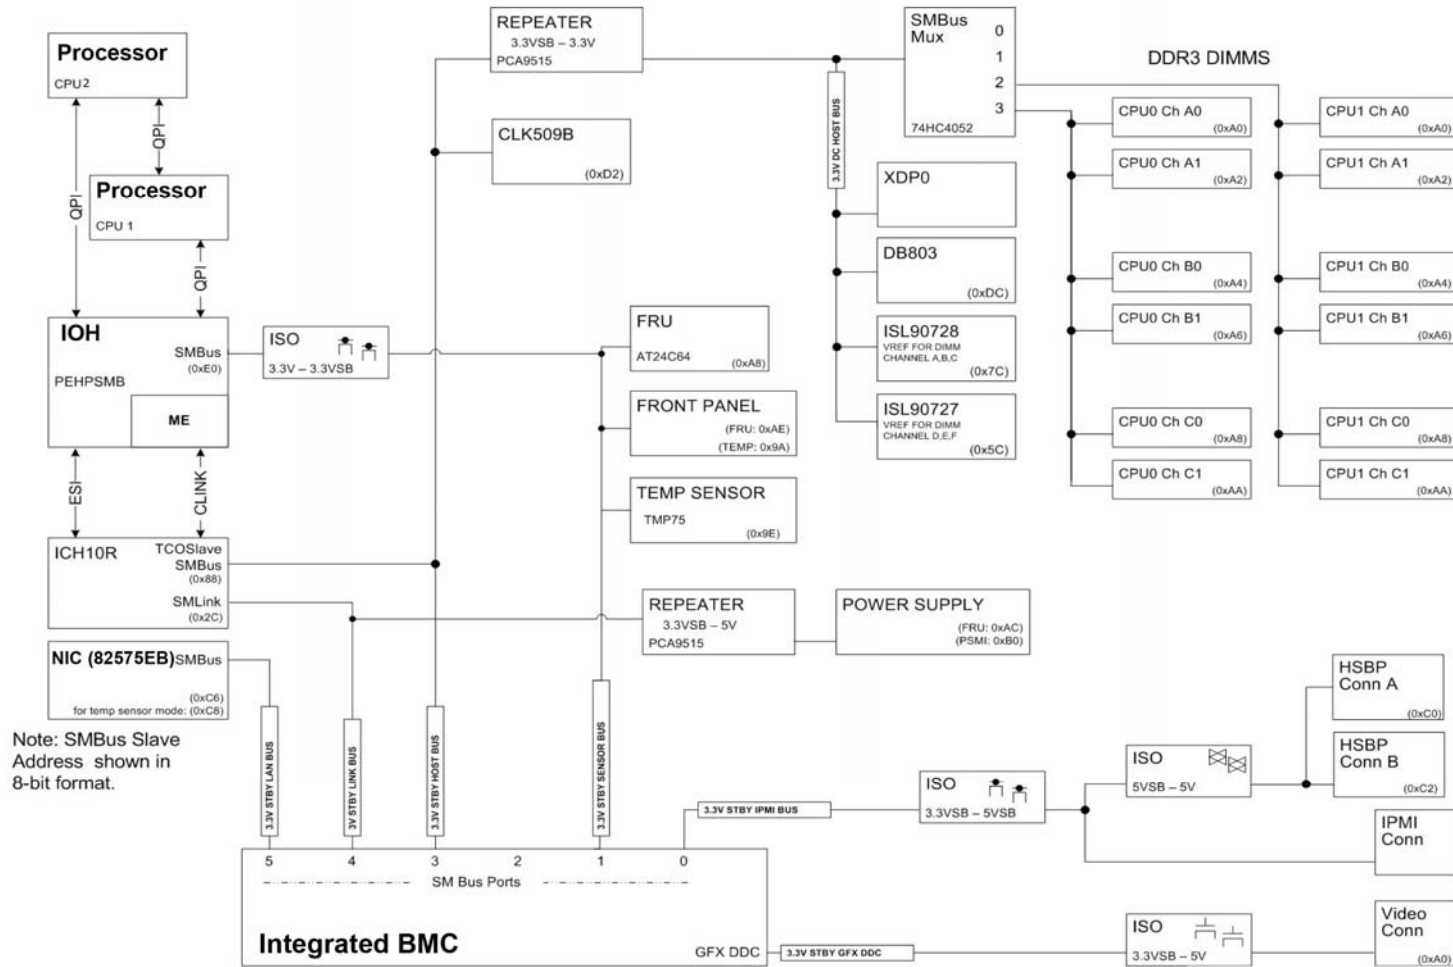 Processor
CPU2
QPI
QPI
Processor
CPU 1
QPI
IOH
SMBus
(0xE0)
PEHPSMB
ME
ESI
CLINK
ICH10R
TCOSlave
SMBus
(0x88)
SMLink
(0x2C)
NIC (82575EB) SMBus
(0xC6)
for temp sensor mode: (0xC8)
Note: SMBus Slave
Address shown in
8-bit format.
ISO
3.3V – 3.3VSB
REPEATER
3.3VSB – 3.3V
PCA9515
CLK509B
(0xD2)
FRU
AT24C64
(0xA8)
FRONT PANEL
(FRU: 0xAE)
(TEMP: 0x9A)
TEMP SENSOR
TMP75
(0x9E)
REPEATER
3.3VSB – 5V
PCA9515
POWER SUPPLY
(FRU: 0xAC)
(PSMI: 0xB0)
SMBus
Mux
0
1
2
3
74HC4052
3.3V DC HOST BUS
XDP0
DB803
(0xDC)
ISL90728
VREF FOR DIMM
CHANNEL A,B,C
(0x7C)
ISL90727
VREF FOR DIMM
CHANNEL D,E,F
(0x5C)
DDR3 DIMMS
CPU0 Ch A0
(0xA0)
CPU1 Ch A0
(0xA0)
CPU0 Ch A1
(0xA2)
CPU1 Ch A1
(0xA2)
CPU0 Ch B0
(0xA4)
CPU1 Ch B0
(0xA4)
CPU0 Ch B1
(0xA6)
CPU1 Ch B1
(0xA6)
CPU0 Ch C0
(0xA8)
CPU1 Ch C0
(0xA8)
CPU0 Ch C1
(0xAA)
CPU1 Ch C1
(0xAA)
3.3V STBY LAN BUS
3V STBY LINK BUS
3.3V STBY HOST BUS
3.3V STBY SENSOR BUS
3.3V STBY IPMI BUS
ISO
3.3VSB – 5VSB
ISO
5VSB – 5V
HSBP
Conn A
(0xC0)
HSBP
Conn B
(0xC2)
IPMI
Conn
5 4 3 2 1 0
SM Bus Ports
Integrated BMC
GFX DDC
3.3V STBY GFX DDC
ISO
3.3VSB – 5V
Video
Conn
(0xA0)